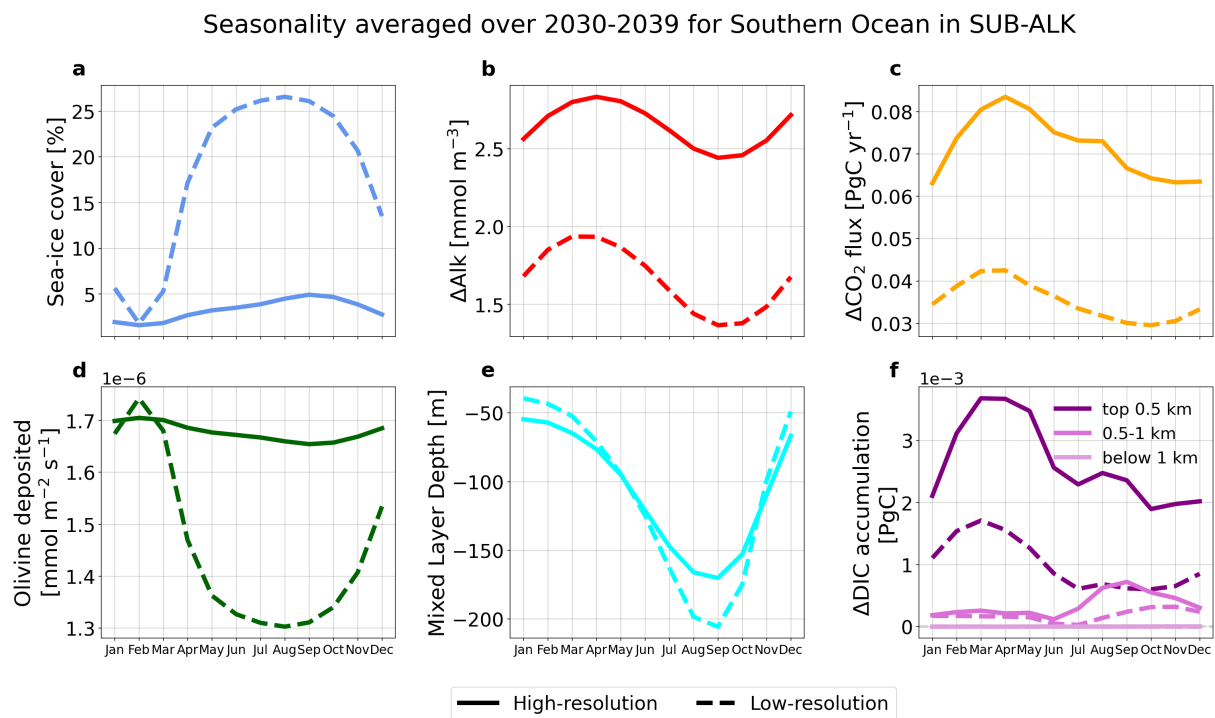 Seasonality averaged over 2030-2039 for Southern Ocean in SUB-ALK
a
Sea-ice cover [%]
25
20
15
10
5
b
ΔAlk [mmol m⁻³]
2.5
2.0
1.5
c
ΔCO₂ flux [PgC yr⁻¹]
0.08
0.07
0.06
0.05
0.04
0.03
d
1e−6
Olivine deposited
[mmol m⁻² s⁻¹]
1.7
1.6
1.5
1.4
1.3
Jan Feb Mar Apr May Jun Jul Aug Sep Oct Nov Dec
e
Mixed Layer Depth [m]
−50
−100
−150
−200
Jan Feb Mar Apr May Jun Jul Aug Sep Oct Nov Dec
f
1e−3
ΔDIC accumulation
[PgC]
3
2
1
0
top 0.5 km
0.5-1 km
below 1 km
Jan Feb Mar Apr May Jun Jul Aug Sep Oct Nov Dec
High-resolution
Low-resolution